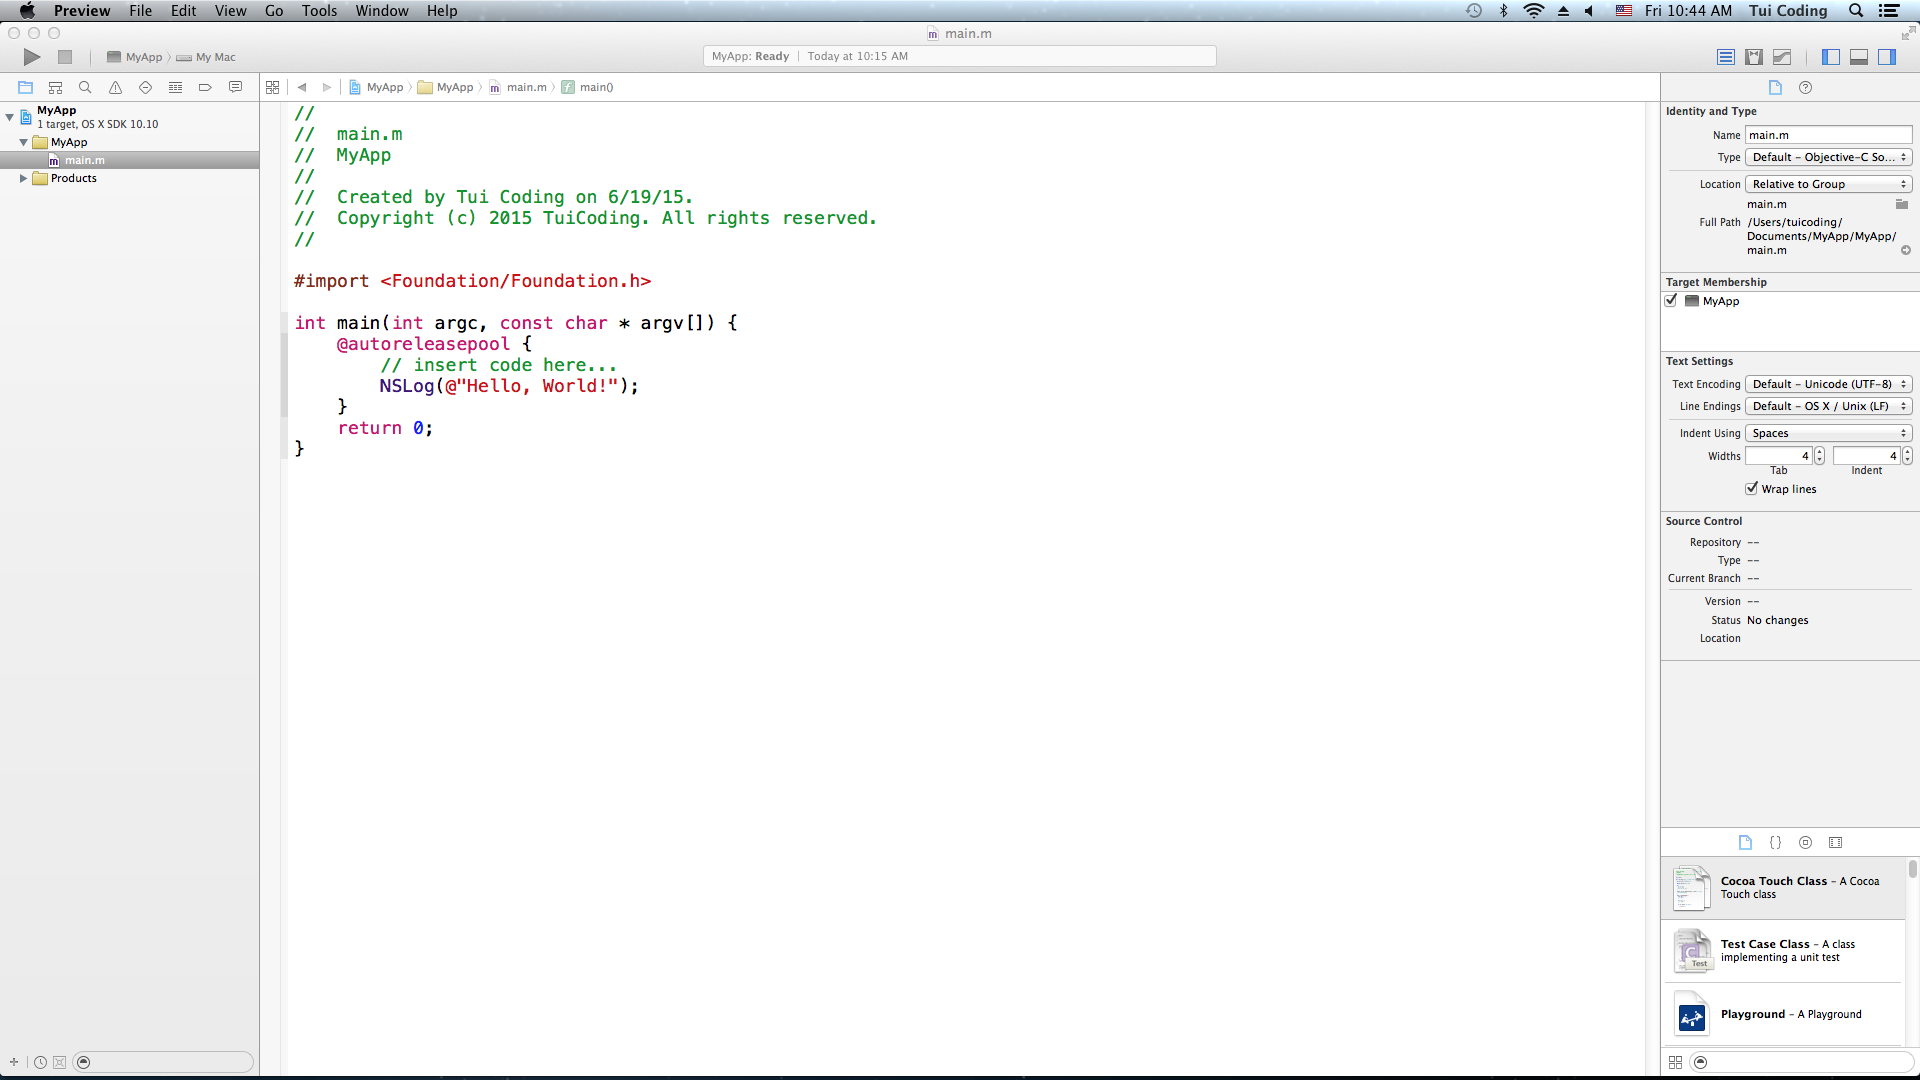 Preview File Edit View Go Tools Window Help
Fri 10:44 AM Tui Coding
main.m
MyApp My Mac
MyApp: Ready Today at 10:15 AM
MyApp MyApp main.m main()
MyApp
1 target, OS X SDK 10.10
MyApp
main.m
Products
//
// main.m
// MyApp
//
// Created by Tui Coding on 6/19/15.
// Copyright (c) 2015 TuiCoding. All rights reserved.
//
#import <Foundation/Foundation.h>
int main(int argc, const char * argv[]) {
@autoreleasepool {
// insert code here...
NSLog(@"Hello, World!");
}
return 0;
}
Identity and Type
Name main.m
Type Default - Objective-C So...
Location Relative to Group
main.m
Full Path /Users/tuicoding/
Documents/MyApp/MyApp/
main.m
Target Membership
MyApp
Text Settings
Text Encoding Default - Unicode (UTF-8)
Line Endings Default - OS X / Unix (LF)
Indent Using Spaces
Widths 4 4
Tab Indent
Wrap lines
Source Control
Repository --
Type --
Current Branch --
Version --
Status No changes
Location
Cocoa Touch Class - A Cocoa
Touch class
Test Case Class - A class
implementing a unit test
Test
Playground - A Playground